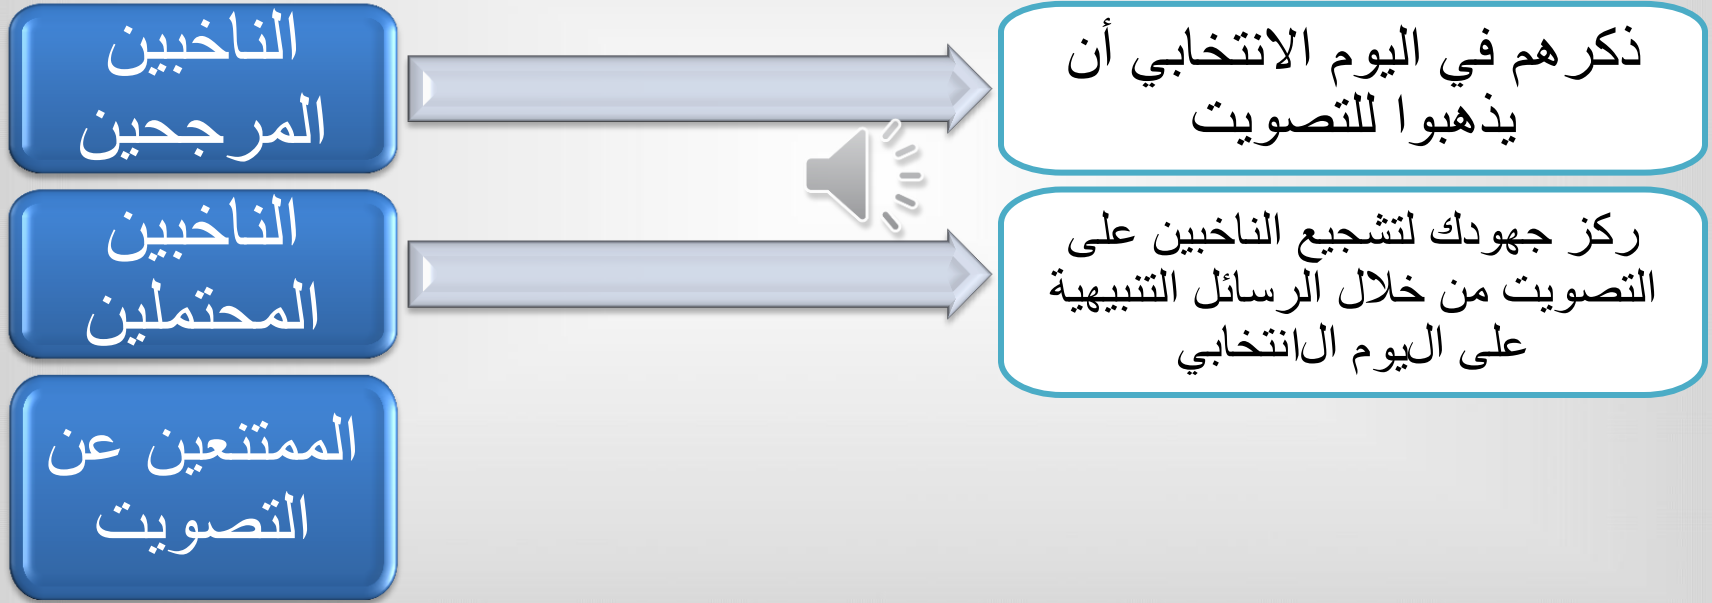 الناخبين
المرجحين
ذكرهم في اليوم الانتخابي أن
يذهبوا للتصويت
الناخبين
المحتملين
ركز جهودك لتشجيع الناخبين على
التصويت من خلال الرسائل التنبيهية
على اليوم الانتخابي
الممتنعين عن
التصويت